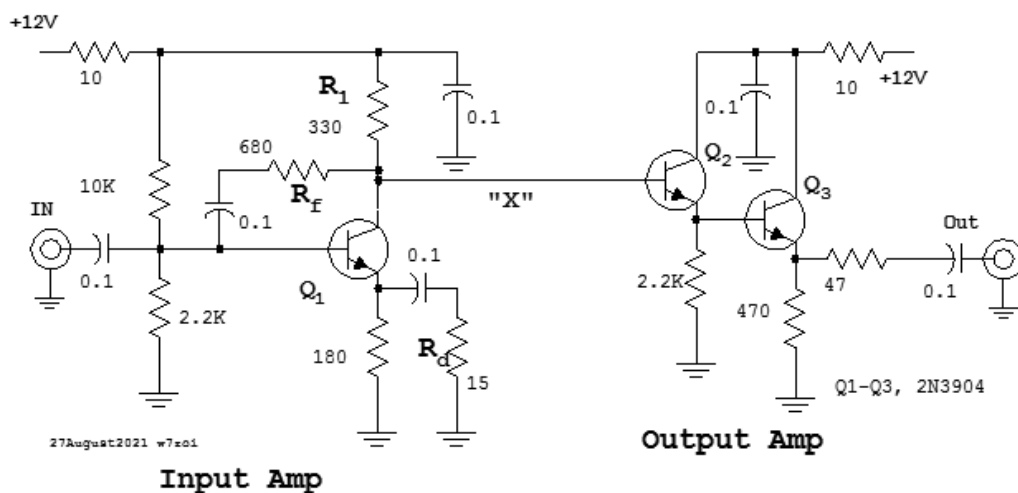 +12V
10
R1
330
0.1
680
Rf
0.1
10K
IN
0.1
2.2K
Q1
0.1
180
Rd
15
"X"
0.1
10
+12V
Q2
Q3
2.2K
470
47
Out
0.1
Q1-Q3, 2N3904
27August2021 w7zoi
Input Amp
Output Amp